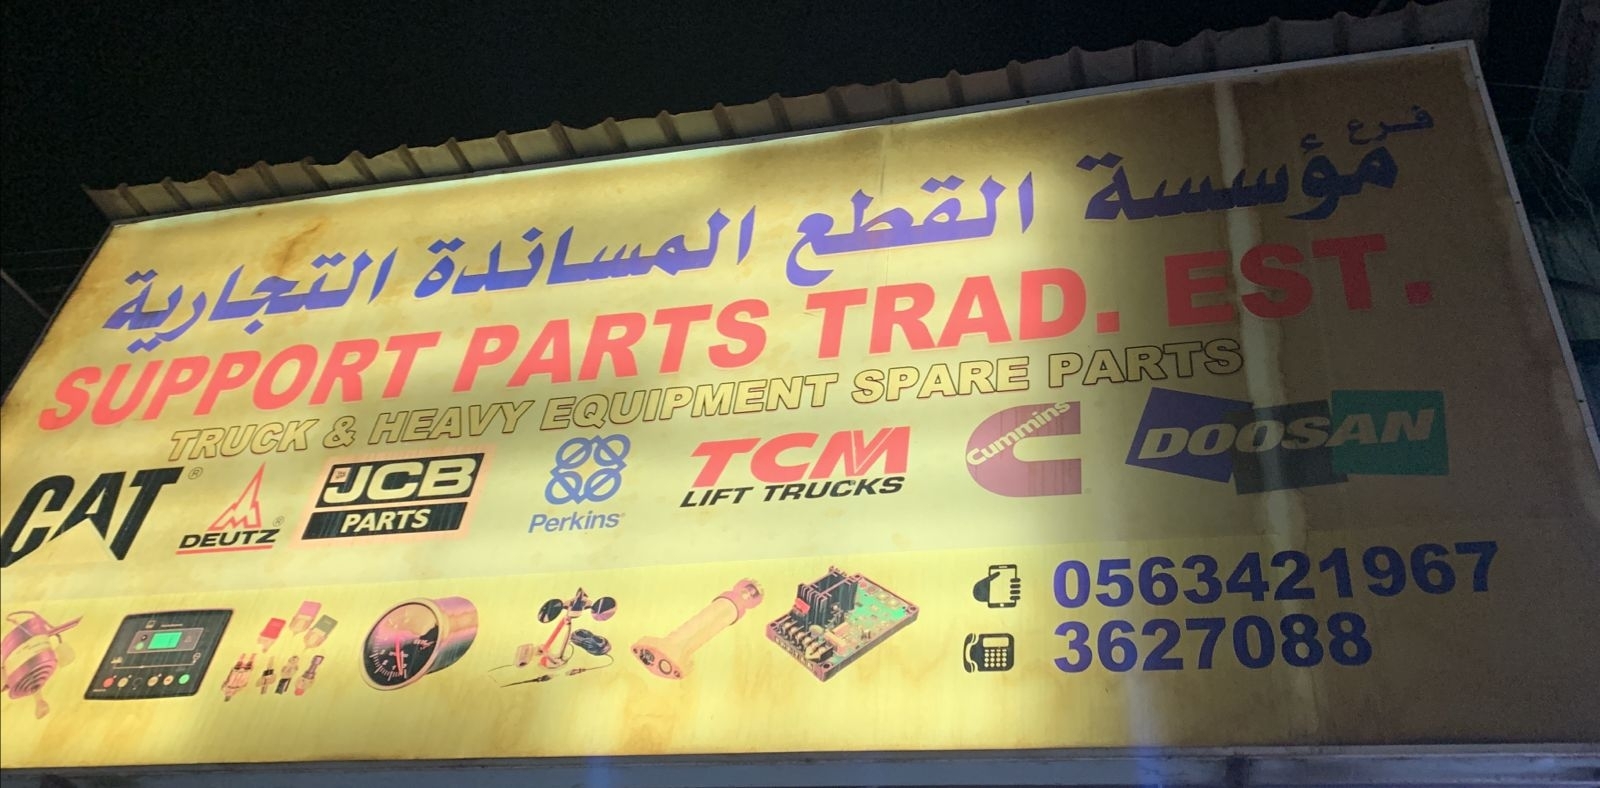 فرع
مؤسسة القطع المساندة التجارية
SUPPORT PARTS TRAD. EST.
TRUCK & HEAVY EQUIPMENT SPARE PARTS
CAT® DEUTZ® JCB PARTS Perkins® TCM LIFT TRUCKS Cummins DOOSAN
0563421967
3627088